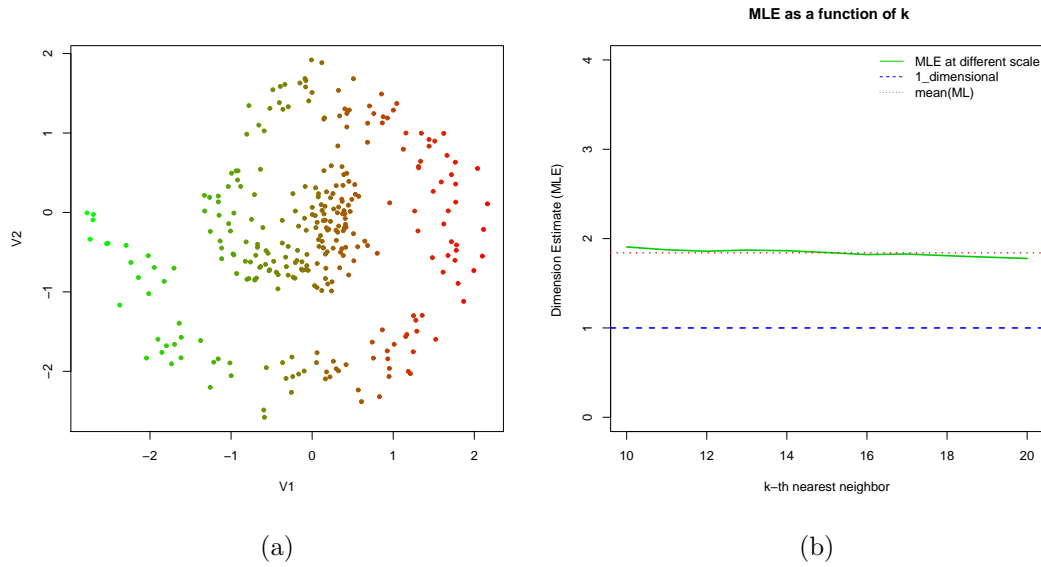 2
1
0
−1
−2
V2
−2
−1
0
1
2
V1
(a)
MLE as a function of k
MLE at different scale
1_dimensional
mean(ML)
4
3
2
1
0
Dimension Estimate (MLE)
10
12
14
16
18
20
k−th nearest neighbor
(b)